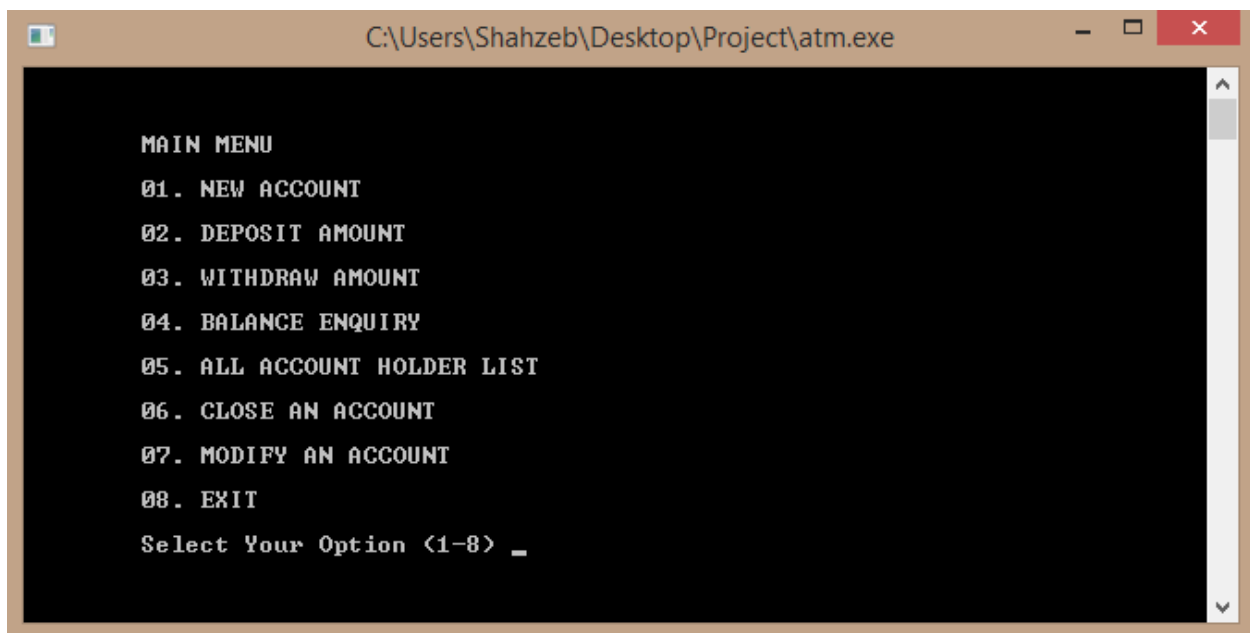 C:\Users\Shahzeb\Desktop\Project\atm.exe
MAIN MENU
01. NEW ACCOUNT
02. DEPOSIT AMOUNT
03. WITHDRAW AMOUNT
04. BALANCE ENQUIRY
05. ALL ACCOUNT HOLDER LIST
06. CLOSE AN ACCOUNT
07. MODIFY AN ACCOUNT
08. EXIT
Select Your Option (1-8) _